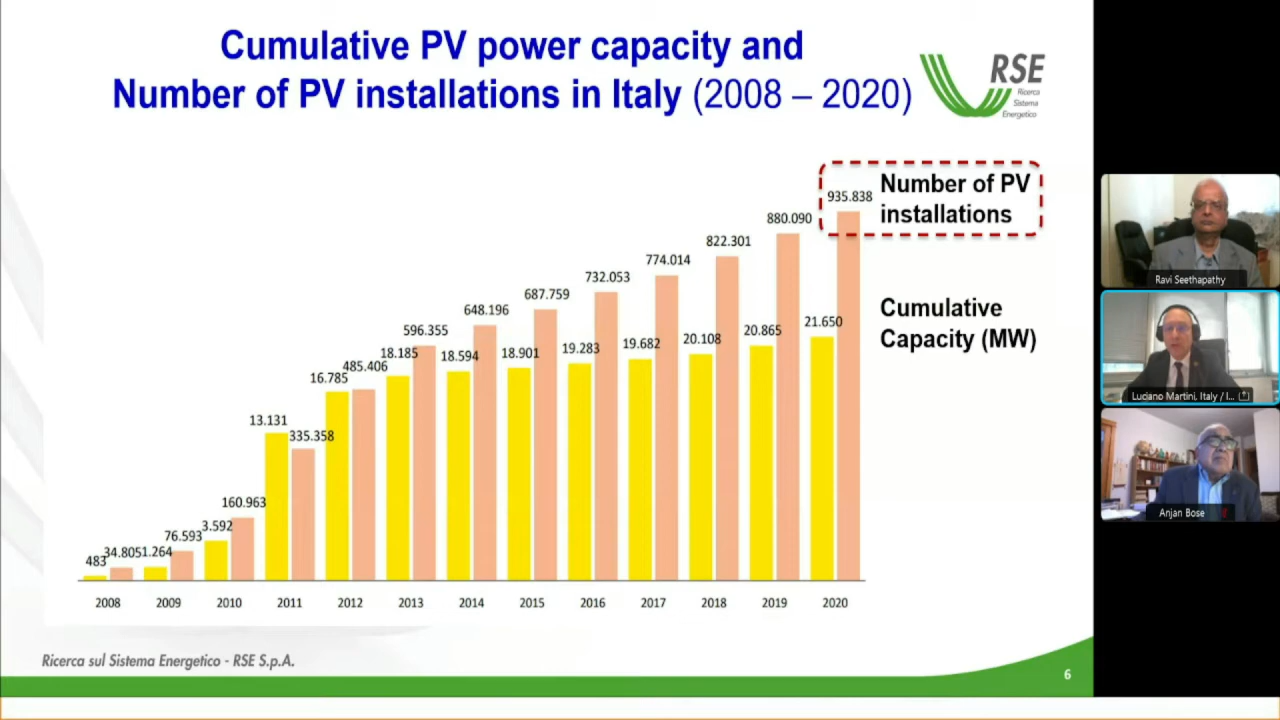 Cumulative PV power capacity and
Number of PV installations in Italy (2008 – 2020)
RSE
Ricerca
Sistema
Energetico
Number of PV
installations
Cumulative
Capacity (MW)
483 34.805 1.264 76.593 3.592 160.963 13.131 335.358 16.785 485.406 18.185 596.355 18.594 648.196 18.901 687.759 19.283 732.053 19.682 774.014 20.108 822.301 20.865 880.090 21.650 935.838
2008 2009 2010 2011 2012 2013 2014 2015 2016 2017 2018 2019 2020
Ricerca sul Sistema Energetico - RSE S.p.A.
6
Ravi Seethapathy
Luciano Martini, Italy / I...
Anjan Bose